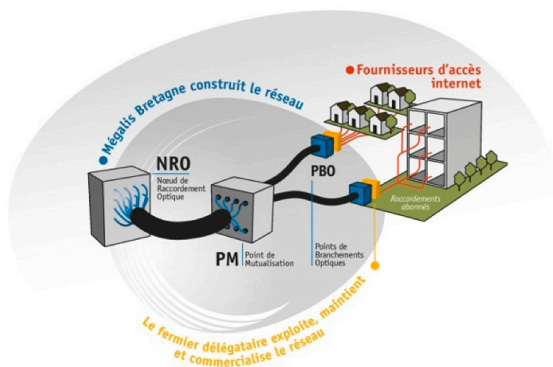 Mégalis Bretagne construit le réseau
Fournisseurs d'accès
internet
NRO
Nœud de
Raccordement
Optique
PBO
PM
Point de
Mutualisation
Points de
Branchements
Optiques
Raccordements
abonnés
Le fermier délégataire exploite, maintient
et commercialise le réseau